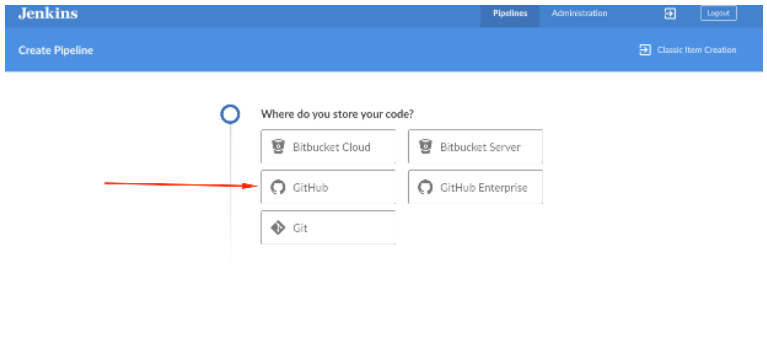 Jenkins
Pipelines Administration Logout
Create Pipeline
Classic Item Creation
Where do you store your code?
Bitbucket Cloud
Bitbucket Server
GitHub
GitHub Enterprise
Git